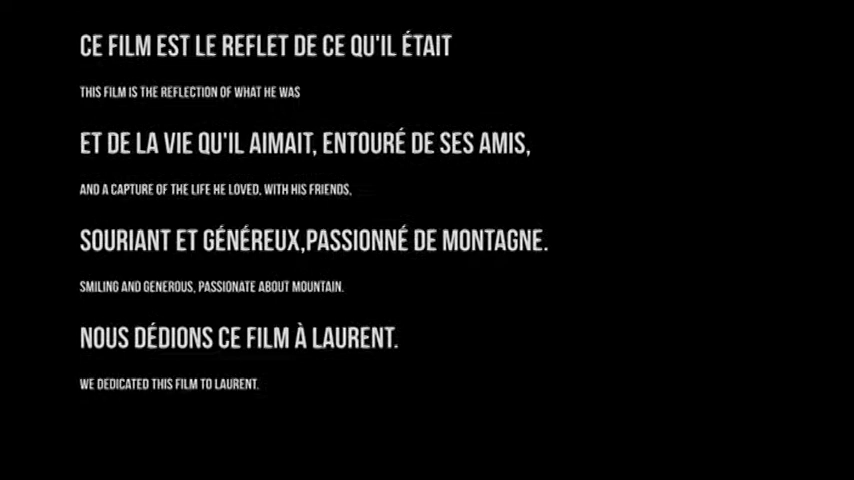 CE FILM EST LE REFLET DE CE QU'IL ÉTAIT
THIS FILM IS THE REFLECTION OF WHAT HE WAS
ET DE LA VIE QU'IL AIMAIT, ENTOURÉ DE SES AMIS,
AND A CAPTURE OF THE LIFE HE LOVED, WITH HIS FRIENDS,
SOURIANT ET GÉNÉREUX,PASSIONNÉ DE MONTAGNE.
SMILING AND GENEROUS, PASSIONATE ABOUT MOUNTAIN.
NOUS DÉDIONS CE FILM À LAURENT.
WE DEDICATED THIS FILM TO LAURENT.